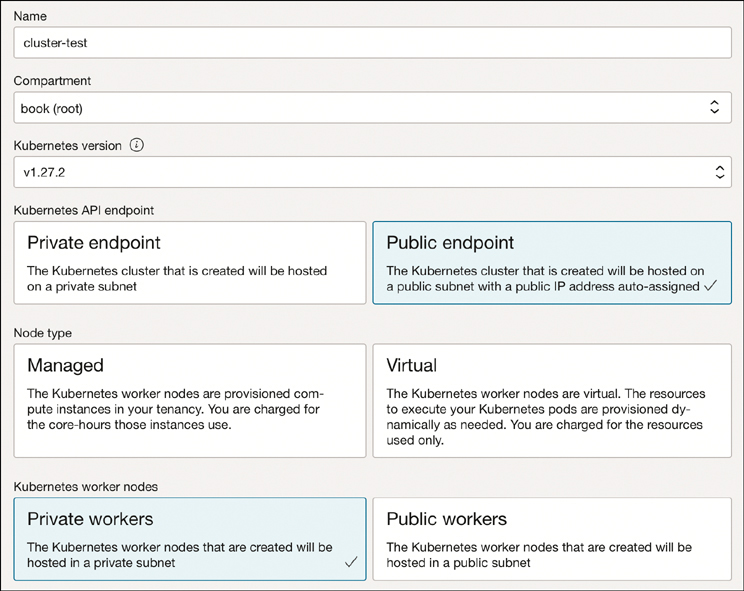 Name
cluster-test
Compartment
book (root)
Kubernetes version
v1.27.2
Kubernetes API endpoint
Private endpoint
The Kubernetes cluster that is created will be hosted
on a private subnet
Public endpoint
The Kubernetes cluster that is created will be hosted on
a public subnet with a public IP address auto-assigned
Node type
Managed
The Kubernetes worker nodes are provisioned com-
pute instances in your tenancy. You are charged for
the core-hours those instances use.
Virtual
The Kubernetes worker nodes are virtual. The resources
to execute your Kubernetes pods are provisioned dy-
namically as needed. You are charged for the resources
used only.
Kubernetes worker nodes
Private workers
The Kubernetes worker nodes that are created will be
hosted in a private subnet
Public workers
The Kubernetes worker nodes that are created will be
hosted in a public subnet